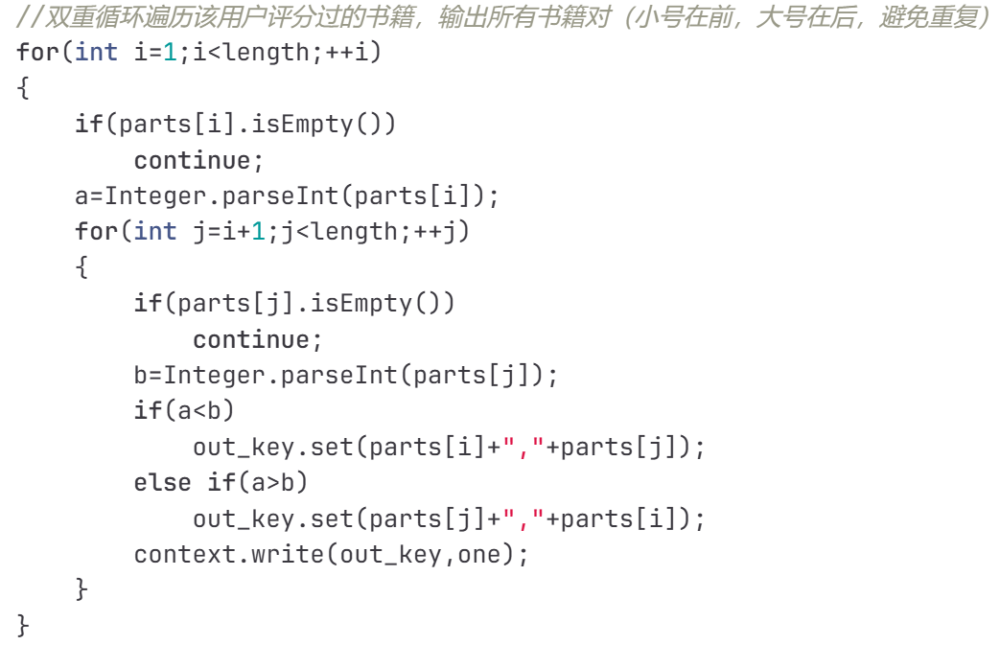 //双重循环遍历该用户评分过的书籍，输出所有书籍对（小号在前，大号在后，避免重复）
for(int i=1;i<length;++i)
{
    if(parts[i].isEmpty())
        continue;
    a=Integer.parseInt(parts[i]);
    for(int j=i+1;j<length;++j)
    {
        if(parts[j].isEmpty())
            continue;
        b=Integer.parseInt(parts[j]);
        if(a<b)
            out_key.set(parts[i]+","+parts[j]);
        else if(a>b)
            out_key.set(parts[j]+","+parts[i]);
        context.write(out_key,one);
    }
}